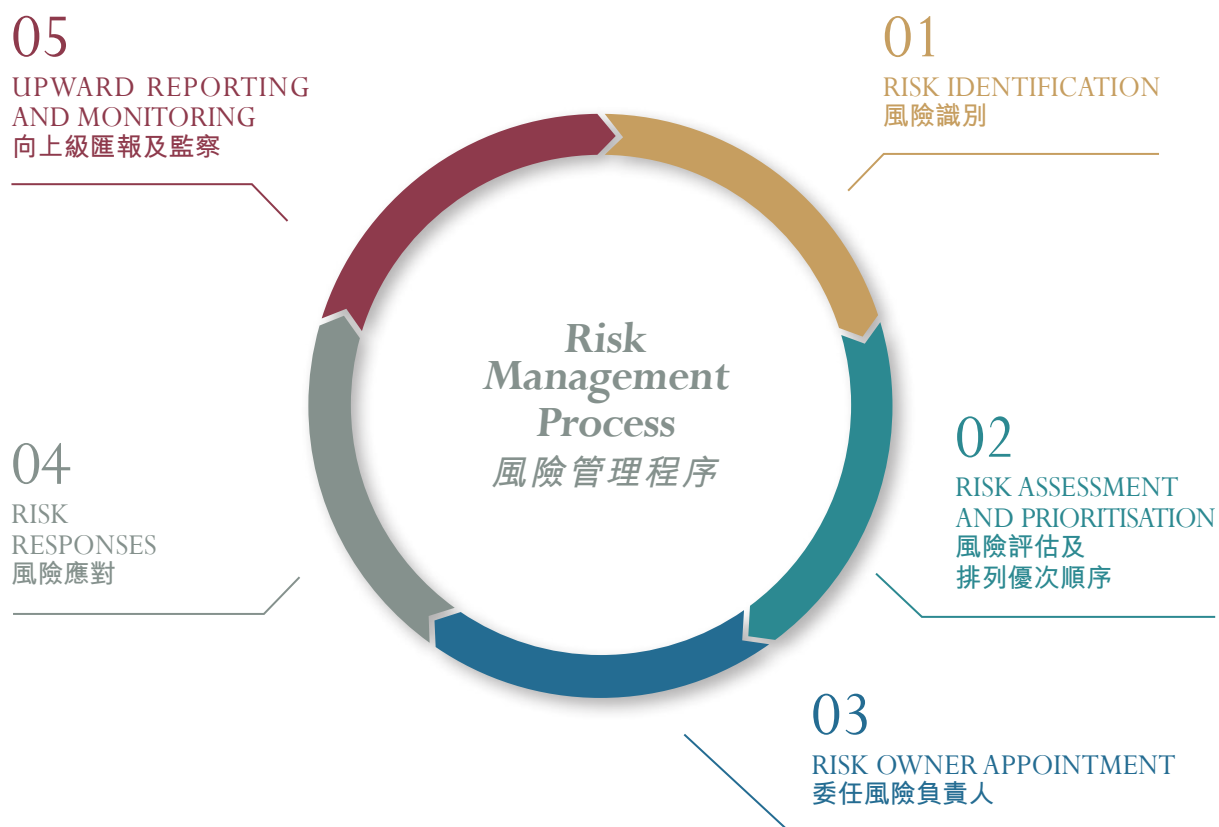 05
UPWARD REPORTING
AND MONITORING
向上級匯報及監察
01
RISK IDENTIFICATION
風險識別
Risk
Management
Process
風險管理程序
04
RISK
RESPONSES
風險應對
02
RISK ASSESSMENT
AND PRIORITISATION
風險評估及
排列優次順序
03
RISK OWNER APPOINTMENT
委任風險負責人